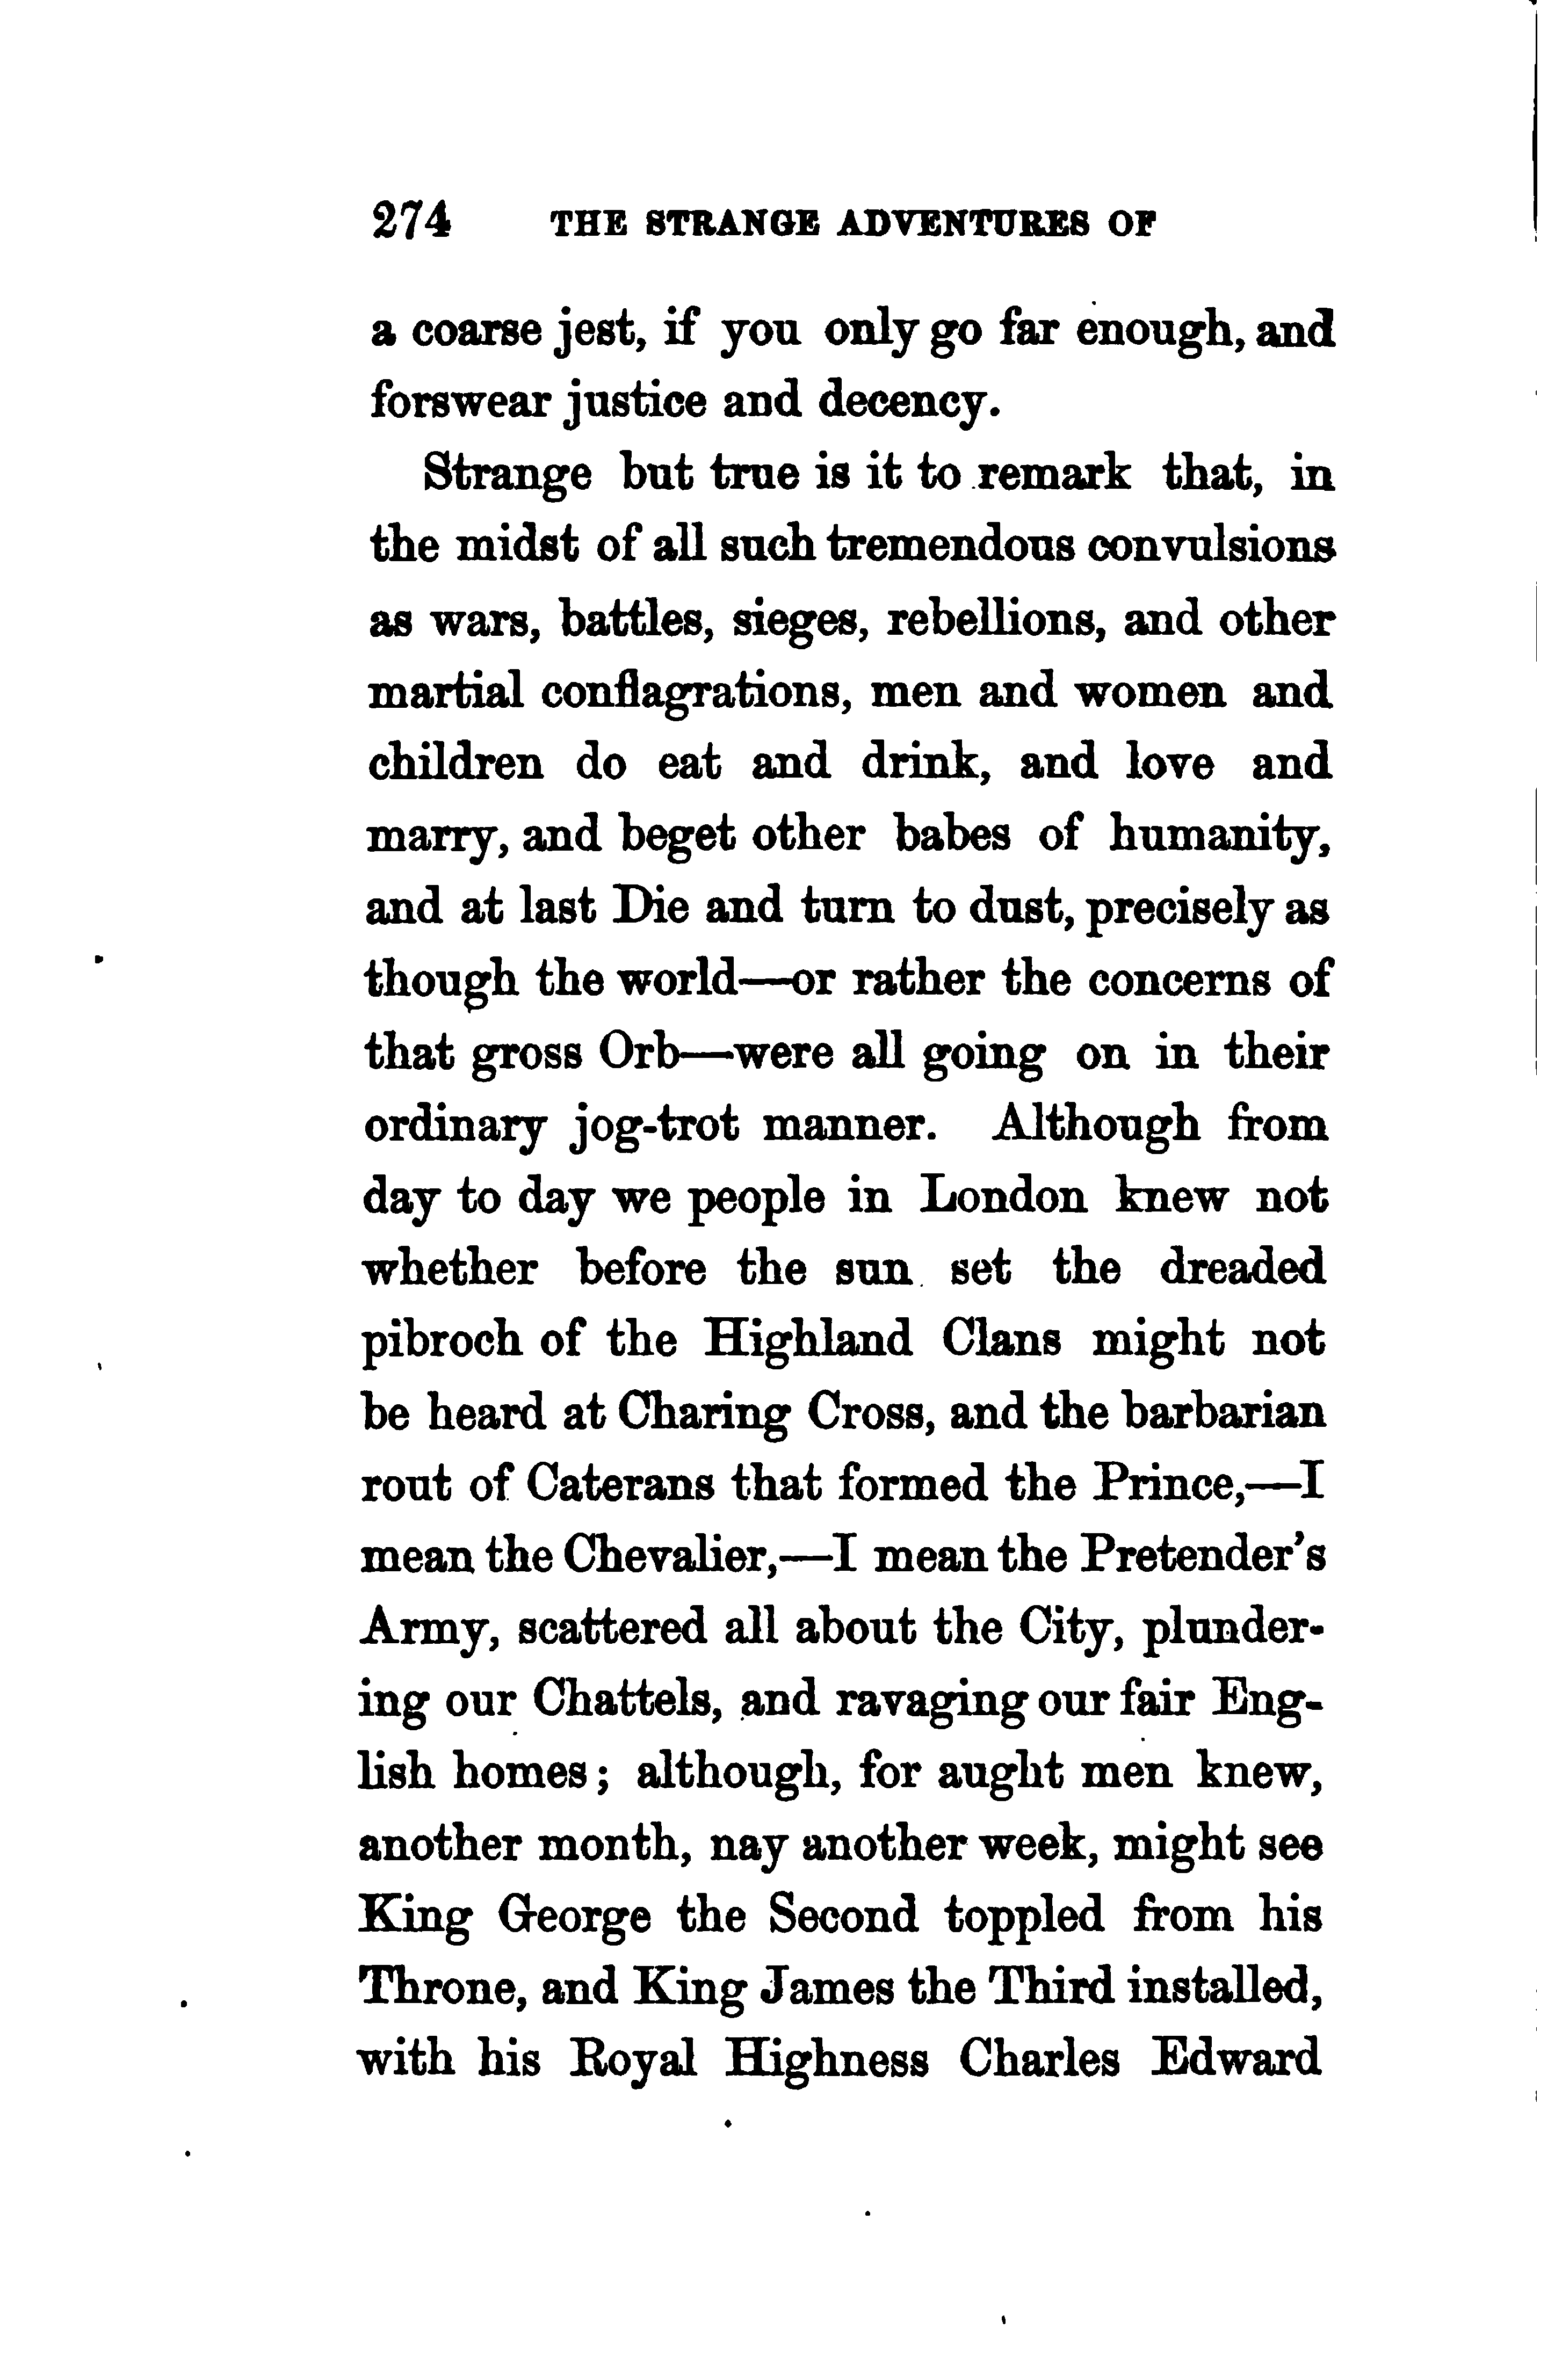 274 THE STRANGE ADVENTURES OF
a coarse jest, if you only go far enough, and
forswear justice and decency.
Strange but true is it to remark that, in
the midst of all such tremendous convulsions
as wars, battles, sieges, rebellions, and other
martial conflagrations, men and women and
children do eat and drink, and love and
marry, and beget other babes of humanity,
and at last Die and turn to dust, precisely as
though the world—or rather the concerns of
that gross Orb—were all going on in their
ordinary jog-trot manner. Although from
day to day we people in London knew not
whether before the sun set the dreaded
pibroch of the Highland Clans might not
be heard at Charing Cross, and the barbarian
rout of Caterans that formed the Prince,—I
mean the Chevalier,—I mean the Pretender's
Army, scattered all about the City, plunder-
ing our Chattels, and ravaging our fair Eng-
lish homes; although, for aught men knew,
another month, nay another week, might see
King George the Second toppled from his
Throne, and King James the Third installed,
with his Royal Highness Charles Edward